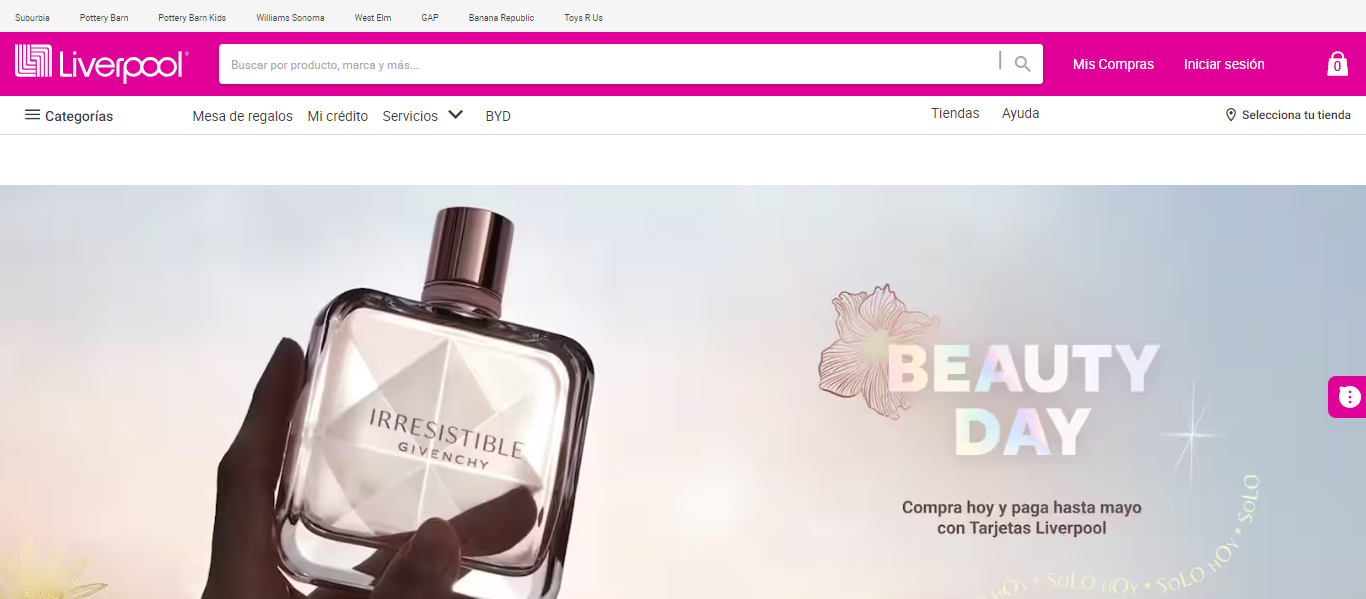 Suburbia Pottery Barn Pottery Barn Kids Williams Sonoma West Elm GAP Banana Republic Toys R Us
Liverpool Buscar por producto, marca y más... Mis Compras Iniciar sesión 0
Categorías Mesa de regalos Mi crédito Servicios BYD Tiendas Ayuda Selecciona tu tienda
IRRESISTIBLE
GIVENCHY
BEAUTY
DAY
Compra hoy y paga hasta mayo
con Tarjetas Liverpool
HOY • SOLO HOY • SOLO HOY • SOLO